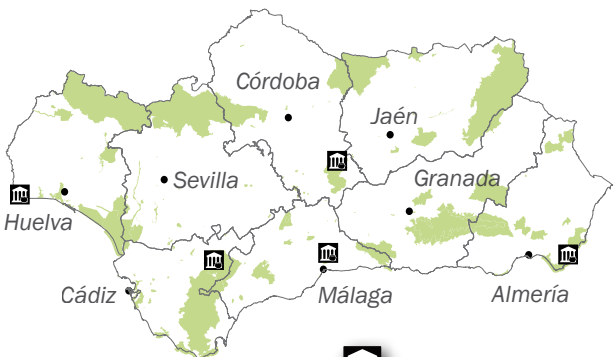 Córdoba
Jaén
Sevilla
Granada
Huelva
Cádiz
Málaga
Almería